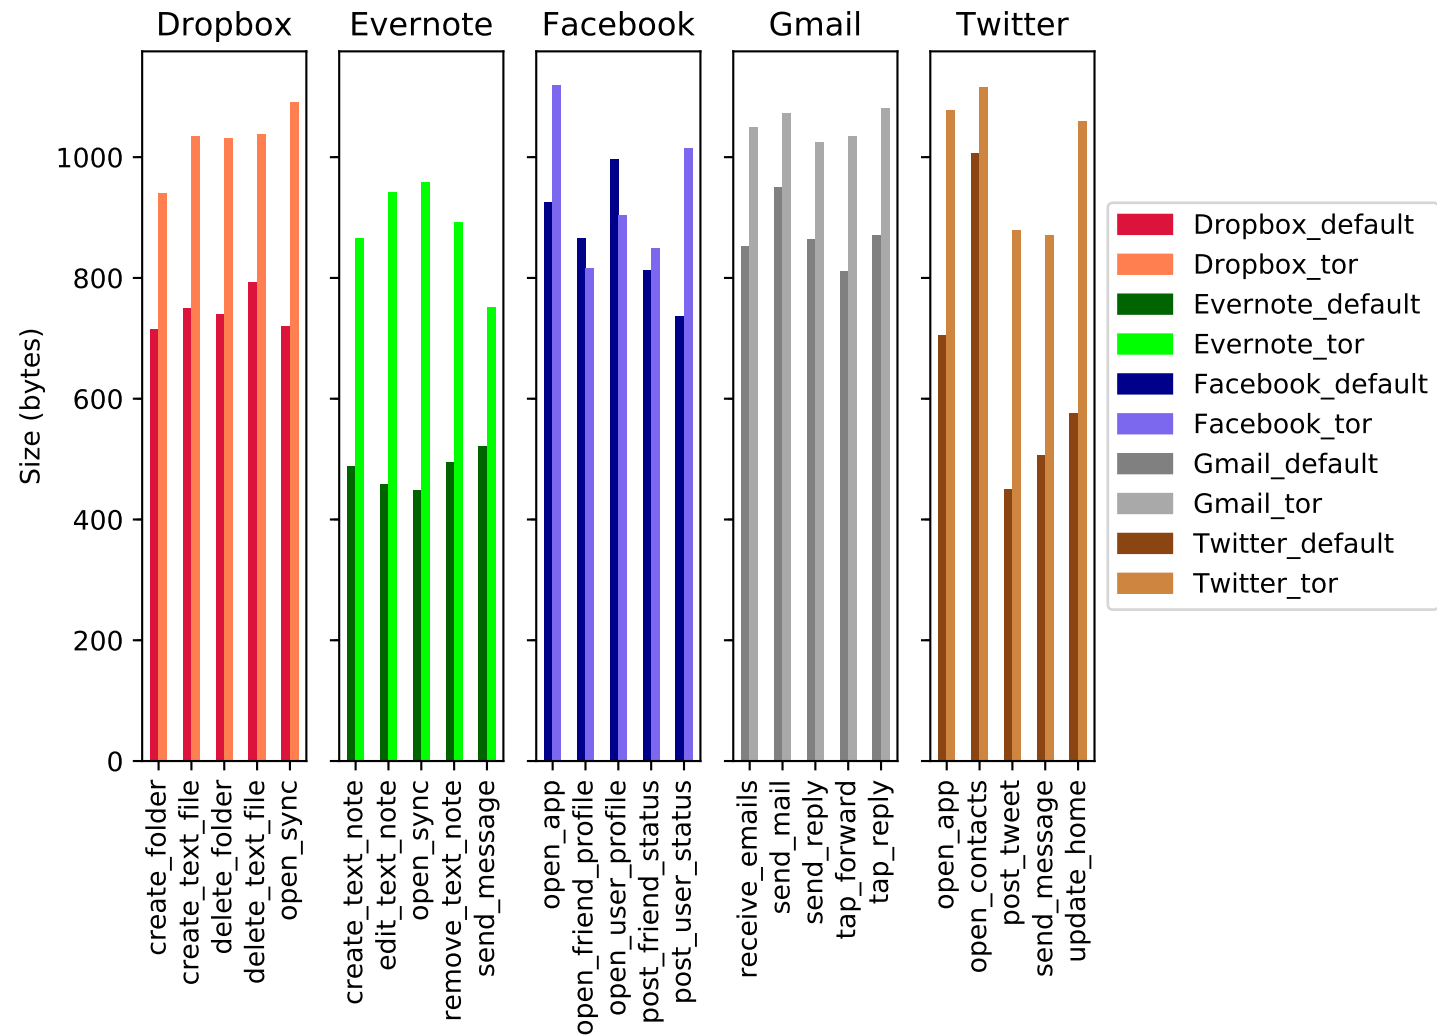 Dropbox
Evernote
Facebook
Gmail
Twitter
Size (bytes)
1000
800
600
400
200
0
create_folder
create_text_file
delete_folder
delete_text_file
open_sync
create_text_note
edit_text_note
open_sync
remove_text_note
send_message
open_app
open_friend_profile
open_user_profile
post_friend_status
post_user_status
receive_emails
send_mail
send_reply
tap_forward
tap_reply
open_app
open_contacts
post_tweet
send_message
update_home
Dropbox_default
Dropbox_tor
Evernote_default
Evernote_tor
Facebook_default
Facebook_tor
Gmail_default
Gmail_tor
Twitter_default
Twitter_tor